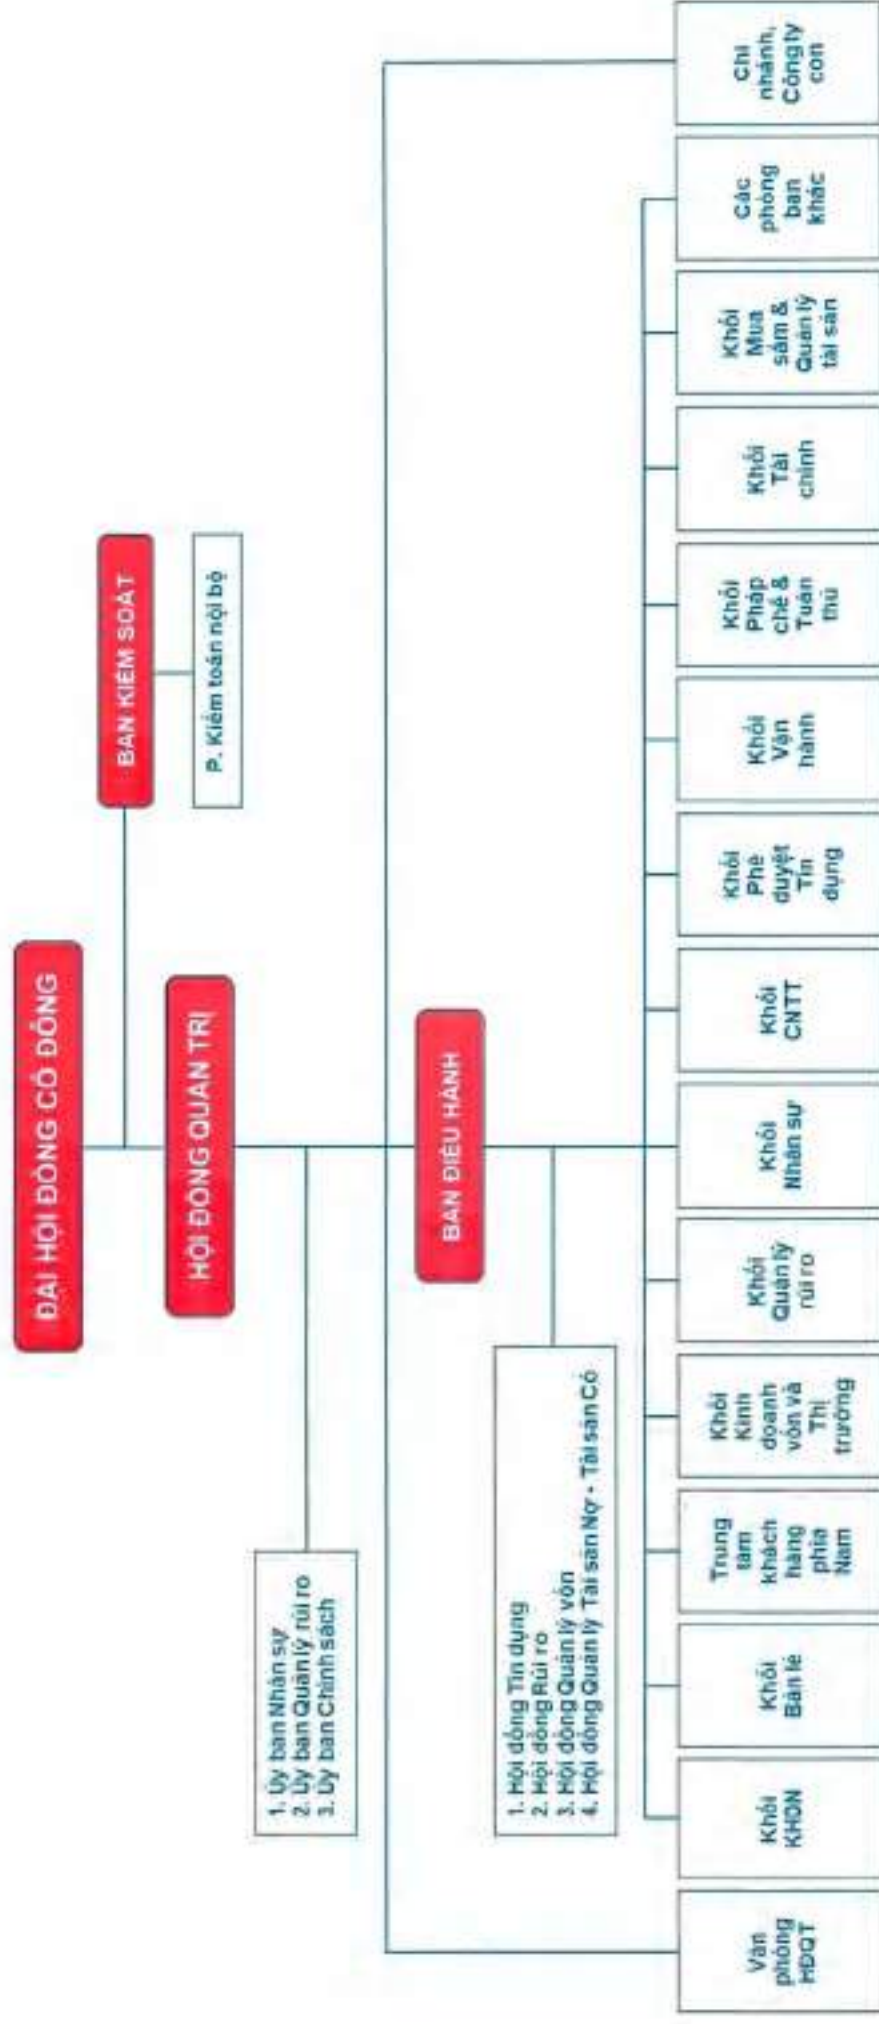 ĐẠI HỘI ĐỒNG CỔ ĐÔNG
BAN KIỂM SOÁT
P. Kiểm toán nội bộ
HỘI ĐỒNG QUẢN TRỊ
1. Ủy ban Nhân sự
2. Ủy ban Quản lý rủi ro
3. Ủy ban Chính sách
BAN ĐIỀU HÀNH
1. Hội đồng Tín dụng
2. Hội đồng Rủi ro
3. Hội đồng Quản lý vốn
4. Hội đồng Quản lý Tài sản Nợ - Tài sản Có
Văn
phòng
HĐQT
Khối
KHDN
Khối
Bán lẻ
Trung
tâm
khách
hàng
phía
Nam
Khối
Kinh
doanh
vốn và
Thị
trường
Khối
Quản lý
rủi ro
Khối
Nhân sự
Khối
CNTT
Khối
Phê
duyệt
Tín
dụng
Khối
Vận
hành
Khối
Pháp
chế &
Tuân
thủ
Khối
Tài
chính
Khối
Mua
sắm &
Quản lý
tài sản
Các
phòng
ban
khác
Chi
nhánh,
Công ty
con